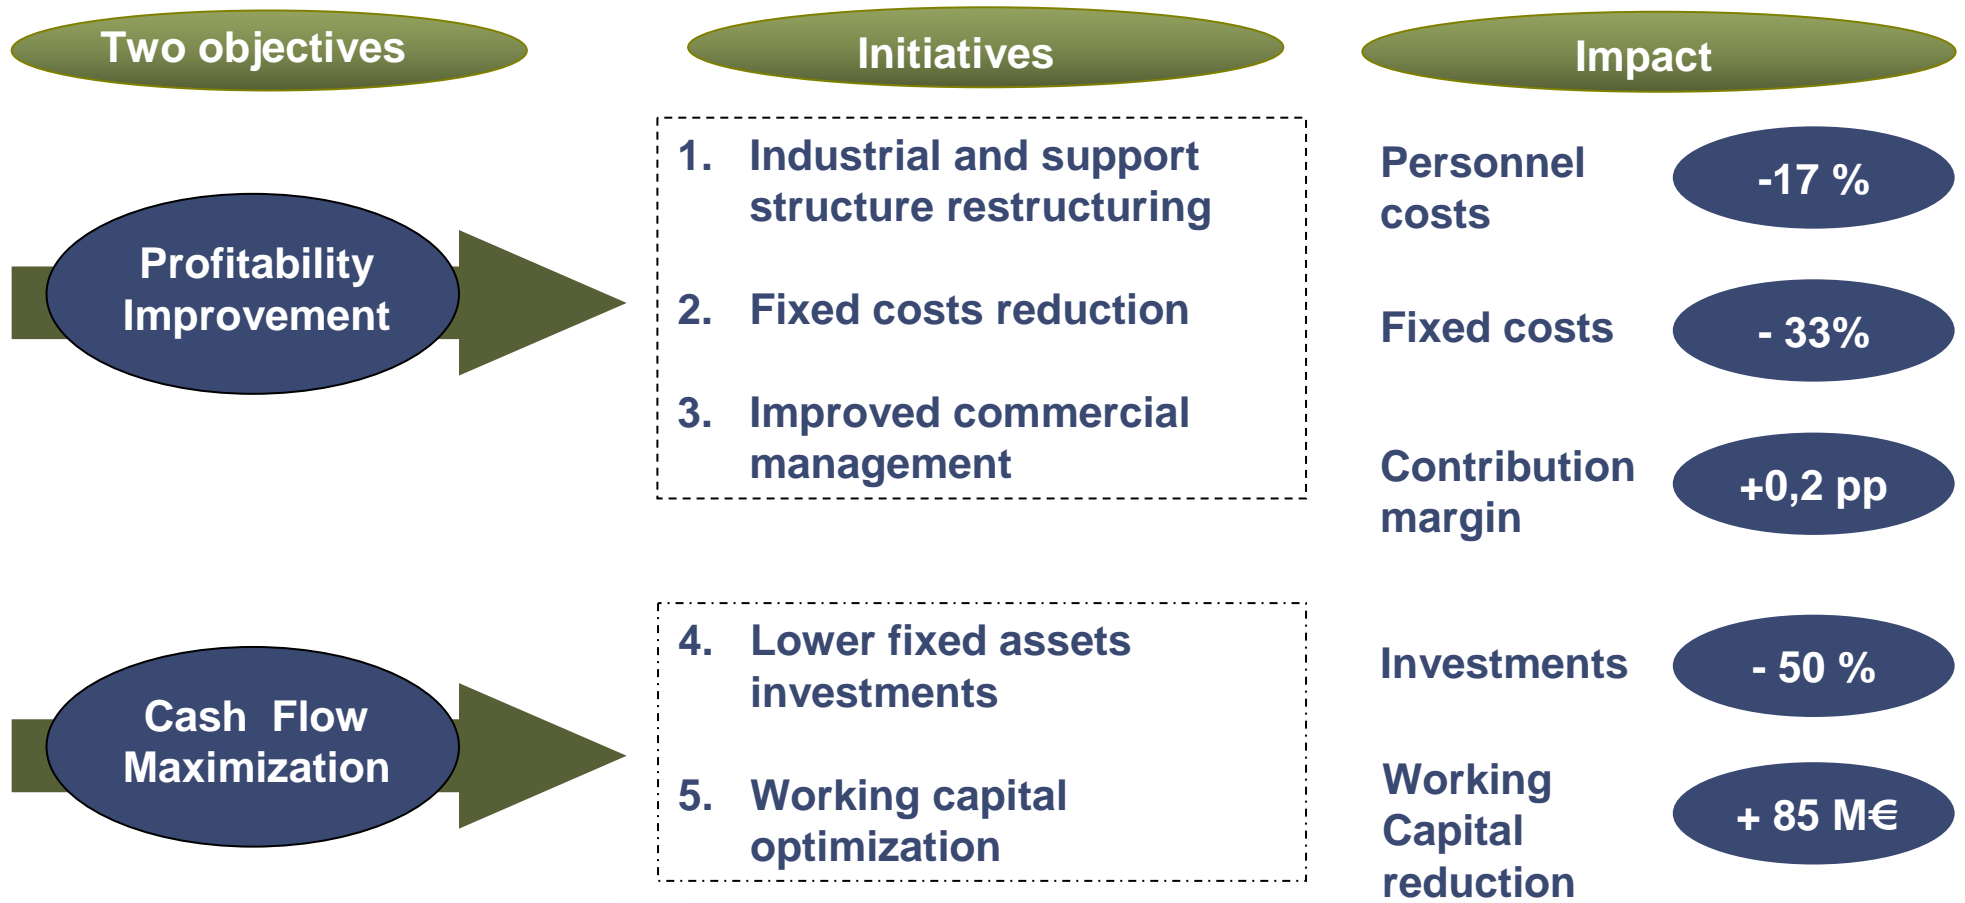 Two objectives
Initiatives
Impact
Profitability
Improvement
1. Industrial and support
structure restructuring
2. Fixed costs reduction
3. Improved commercial
management
Personnel
costs
-17 %
Fixed costs
- 33%
Contribution
margin
+0,2 pp
Cash Flow
Maximization
4. Lower fixed assets
investments
5. Working capital
optimization
Investments
- 50 %
Working
Capital
reduction
+ 85 M€